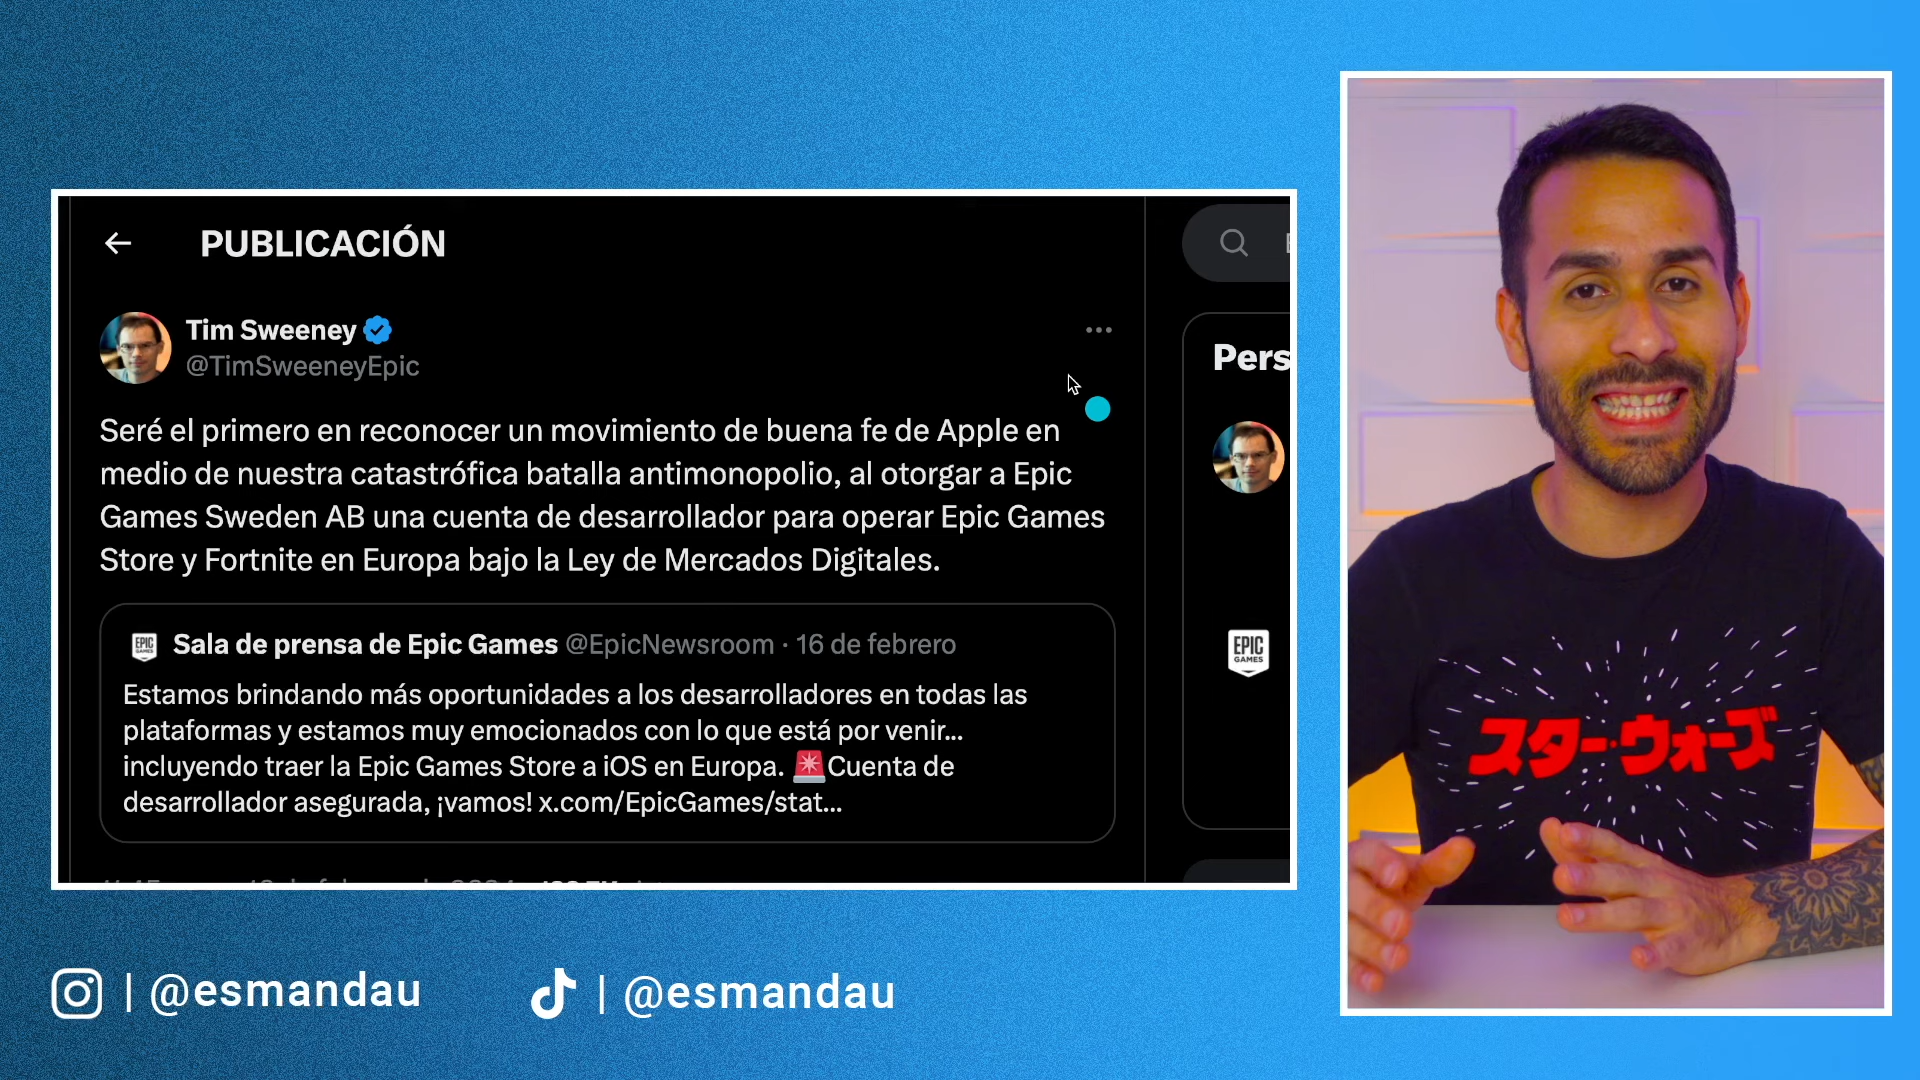 PUBLICACIÓN
Tim Sweeney
@TimSweeneyEpic
Seré el primero en reconocer un movimiento de buena fe de Apple en
medio de nuestra catastrófica batalla antimonopolio, al otorgar a Epic
Games Sweden AB una cuenta de desarrollador para operar Epic Games
Store y Fortnite en Europa bajo la Ley de Mercados Digitales.
EPIC
GAMES
Sala de prensa de Epic Games @EpicNewsroom · 16 de febrero
Estamos brindando más oportunidades a los desarrolladores en todas las
plataformas y estamos muy emocionados con lo que está por venir...
incluyendo traer la Epic Games Store a iOS en Europa. 🚨Cuenta de
desarrollador asegurada, ¡vamos! x.com/EpicGames/stat...
Pers
EPIC
GAMES
スター・ウォーズ
| @esmandau
| @esmandau